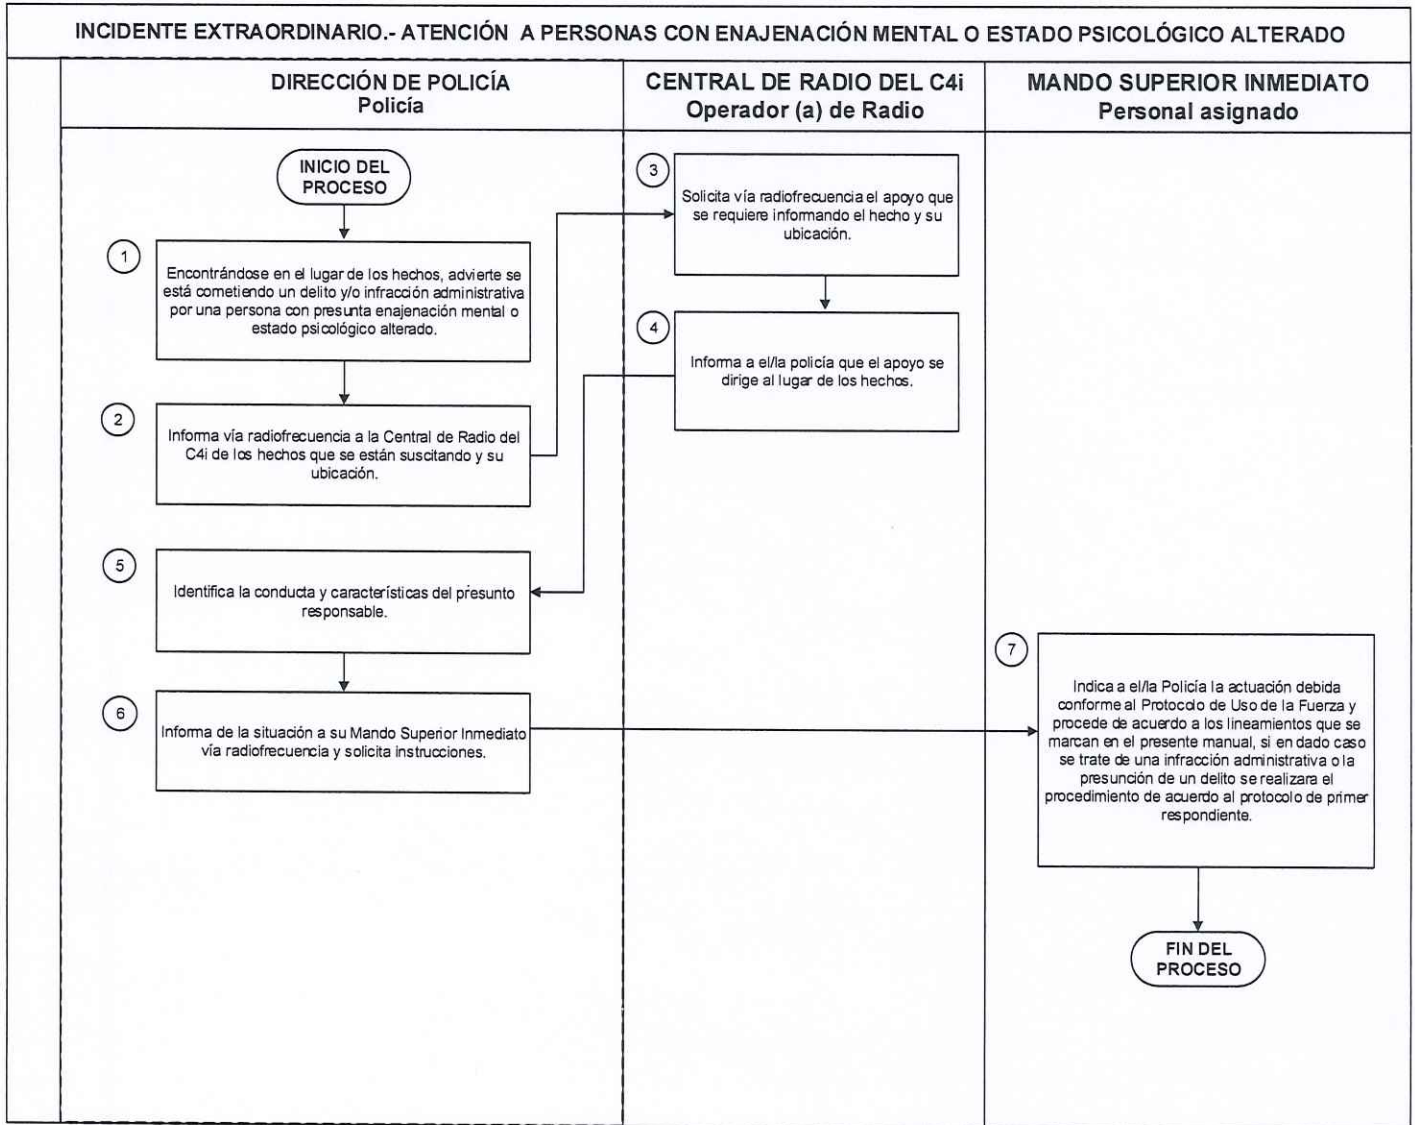 INCIDENTE EXTRAORDINARIO.- ATENCIÓN A PERSONAS CON ENAJENACIÓN MENTAL O ESTADO PSICOLÓGICO ALTERADO
DIRECCIÓN DE POLICÍA
Policía
CENTRAL DE RADIO DEL C4i
Operador (a) de Radio
MANDO SUPERIOR INMEDIATO
Personal asignado
INICIO DEL
PROCESO
1
Encontrándose en el lugar de los hechos, advierte se
está cometiendo un delito y/o infracción administrativa
por una persona con presunta enajenación mental o
estado psicológico alterado.
2
Informa vía radiofrecuencia a la Central de Radio del
C4i de los hechos que se están suscitando y su
ubicación.
3
Solicita vía radiofrecuencia el apoyo que
se requiere informando el hecho y su
ubicación.
4
Informa a el/la policía que el apoyo se
dirige al lugar de los hechos.
5
Identifica la conducta y características del presunto
responsable.
6
Informa de la situación a su Mando Superior Inmediato
vía radiofrecuencia y solicita instrucciones.
7
Indica a el/la Policía la actuación debida
conforme al Protocolo de Uso de la Fuerza y
procede de acuerdo a los lineamientos que se
marcan en el presente manual, si en dado caso
se trate de una infracción administrativa o la
presunción de un delito se realizara el
procedimiento de acuerdo al protocolo de primer
respondiente.
FIN DEL
PROCESO